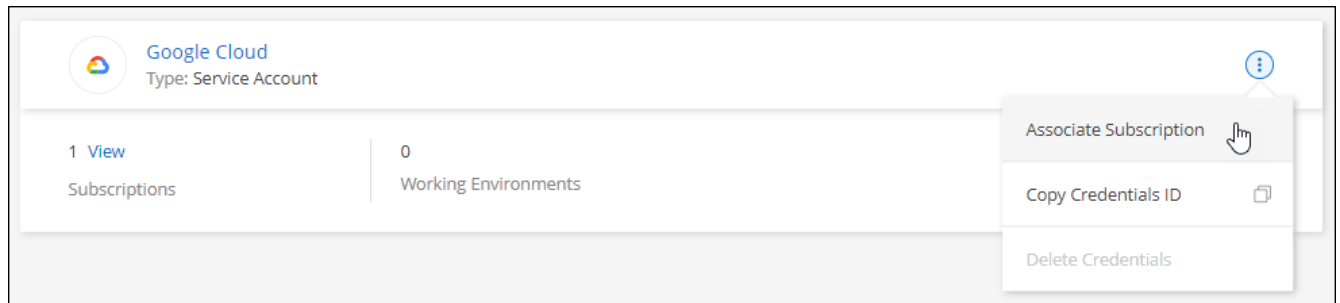 Google Cloud
Type: Service Account
Associate Subscription
1 View
0
Subscriptions
Working Environments
Copy Credentials ID
Delete Credentials